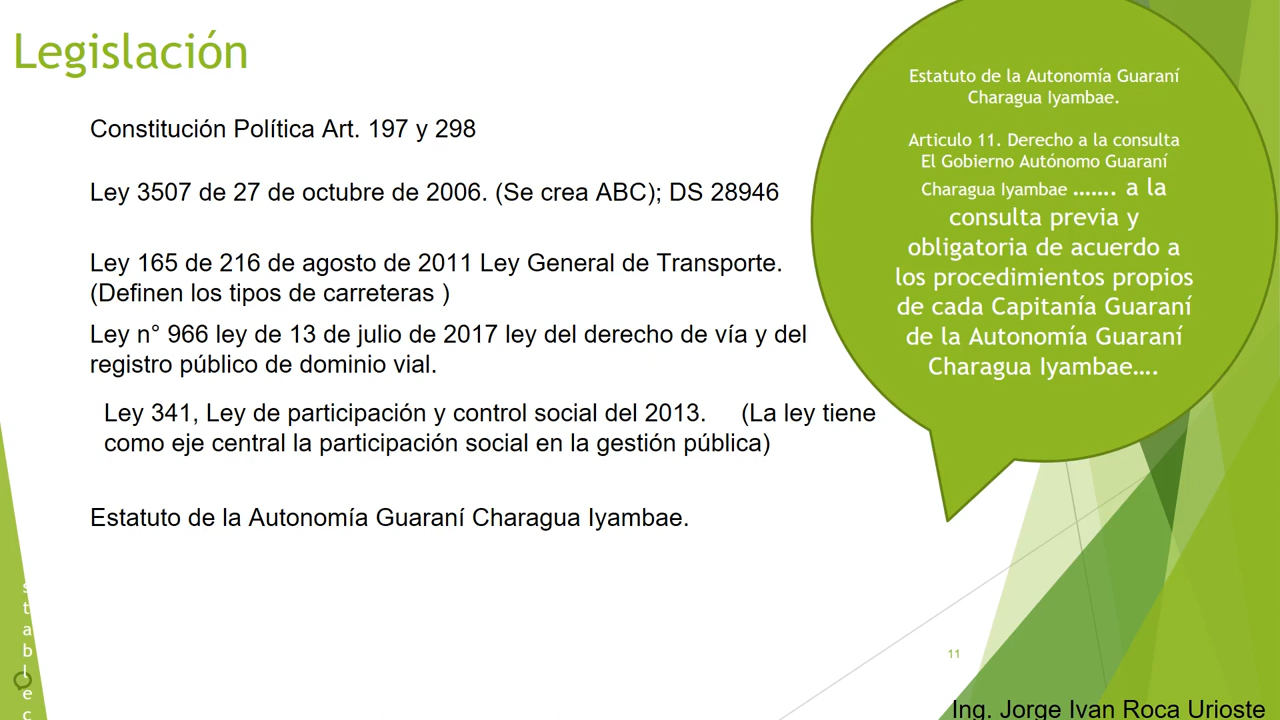 Legislación
Constitución Política Art. 197 y 298
Ley 3507 de 27 de octubre de 2006. (Se crea ABC); DS 28946
Ley 165 de 216 de agosto de 2011 Ley General de Transporte.
(Definen los tipos de carreteras )
Ley n° 966 ley de 13 de julio de 2017 ley del derecho de vía y del
registro público de dominio vial.
Ley 341, Ley de participación y control social del 2013. (La ley tiene
como eje central la participación social en la gestión pública)
Estatuto de la Autonomía Guaraní Charagua Iyambae.
Estatuto de la Autonomía Guaraní
Charagua Iyambae.
Articulo 11. Derecho a la consulta
El Gobierno Autónomo Guaraní
Charagua Iyambae ....... a la
consulta previa y
obligatoria de acuerdo a
los procedimientos propios
de cada Capitanía Guaraní
de la Autonomía Guaraní
Charagua Iyambae….
s
t
a
b
l
e
c
11
Ing. Jorge Ivan Roca Urioste